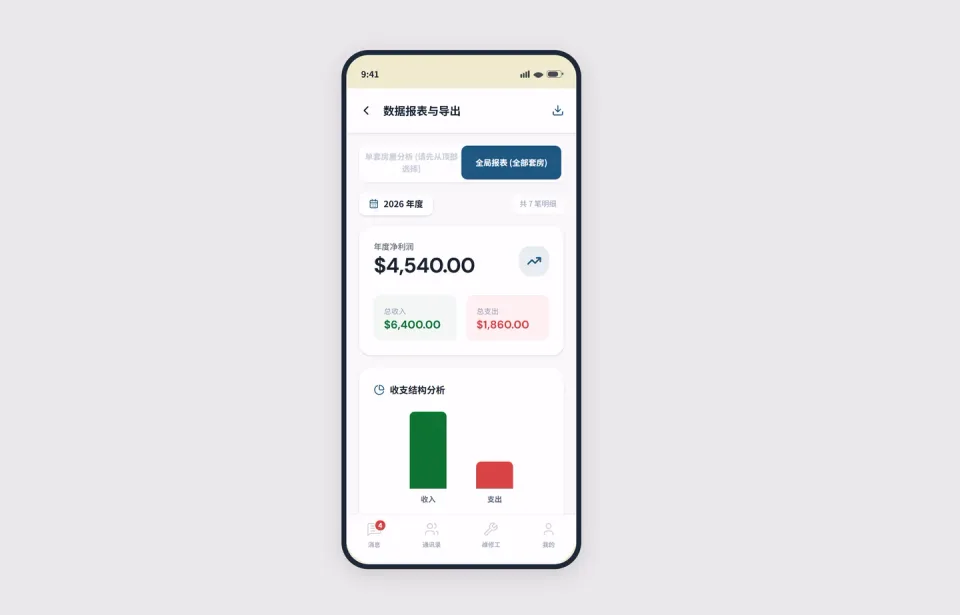 9:41
数据报表与导出
单套房叠分析 (请先从顶部
选择)
全局报表 (全部套房)
2026 年度
共 7 笔明细
年度净利润
$4,540.00
总收入
$6,400.00
总支出
$1,860.00
收支结构分析
收入
支出
4
消息
通讯录
维修工
我的